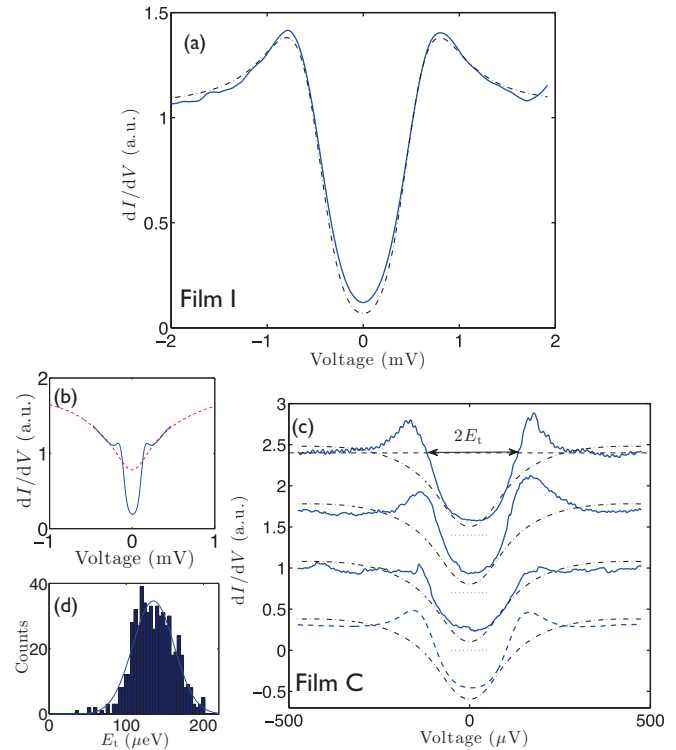 (a)
1.5
1
0.5
0
dI/dV (a.u.)
Film I
−2
−1
0
1
2
Voltage (mV)
(b)
2
1
0
dI/dV (a.u.)
−1
0
1
Voltage (mV)
(c)
3
2.5
2
1.5
1
0.5
0
−0.5
dI/dV (a.u.)
2Et
Film C
−500
0
500
Voltage (µV)
(d)
40
20
0
Counts
0
100
200
Et (µeV)